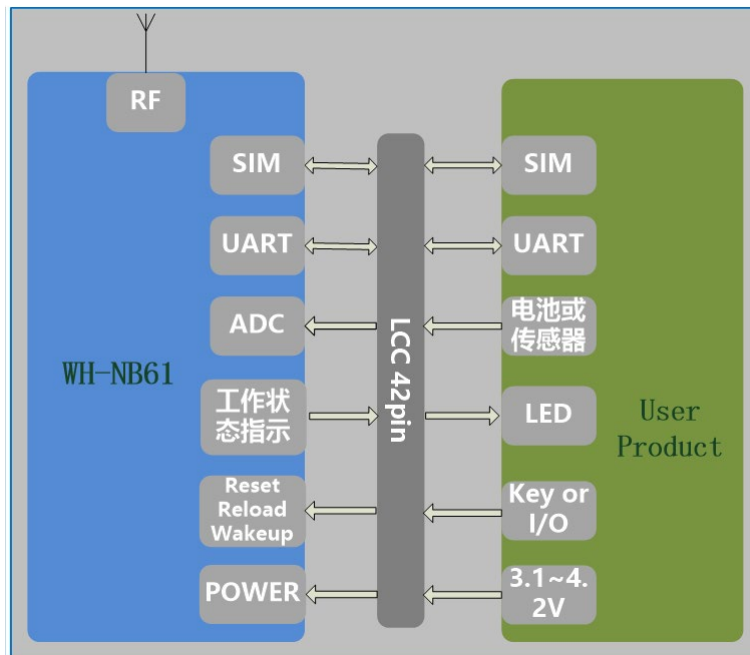 RF
SIM
UART
ADC
WH-NB61
工作状
态指示
Reset
Reload
Wakeup
POWER
LCC 42pin
SIM
UART
电池或
传感器
LED
User
Product
Key or
I/O
3.1~4.
2V